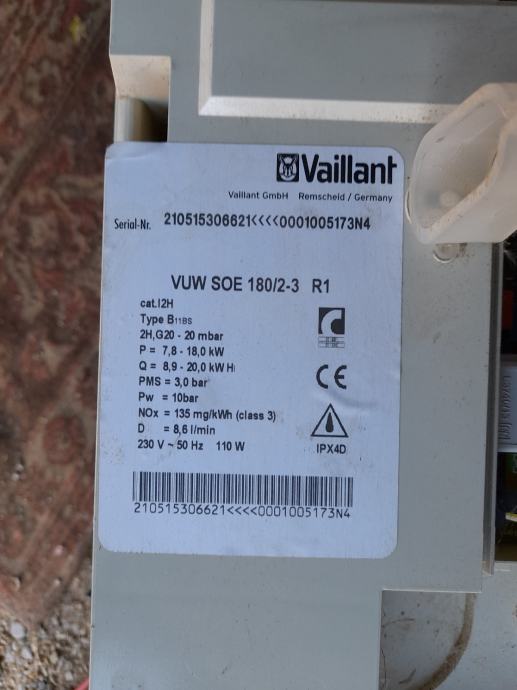 Vaillant
Vaillant GmbH Remscheid / Germany
Serial-Nr. 210515306621<<<<0001005173N4
VUW SOE 180/2-3 R1
cat.I2H
Type B11BS
2H,G20 - 20 mbar
P = 7,8 - 18,0 kW
Q = 8,9 - 20,0 kW Hi
PMS = 3,0 bar
Pw = 10bar
NOx = 135 mg/kWh (class 3)
D = 8,6 l/min
230 V ~ 50 Hz 110 W
CE
IPX4D
210515306621<<<<0001005173N4